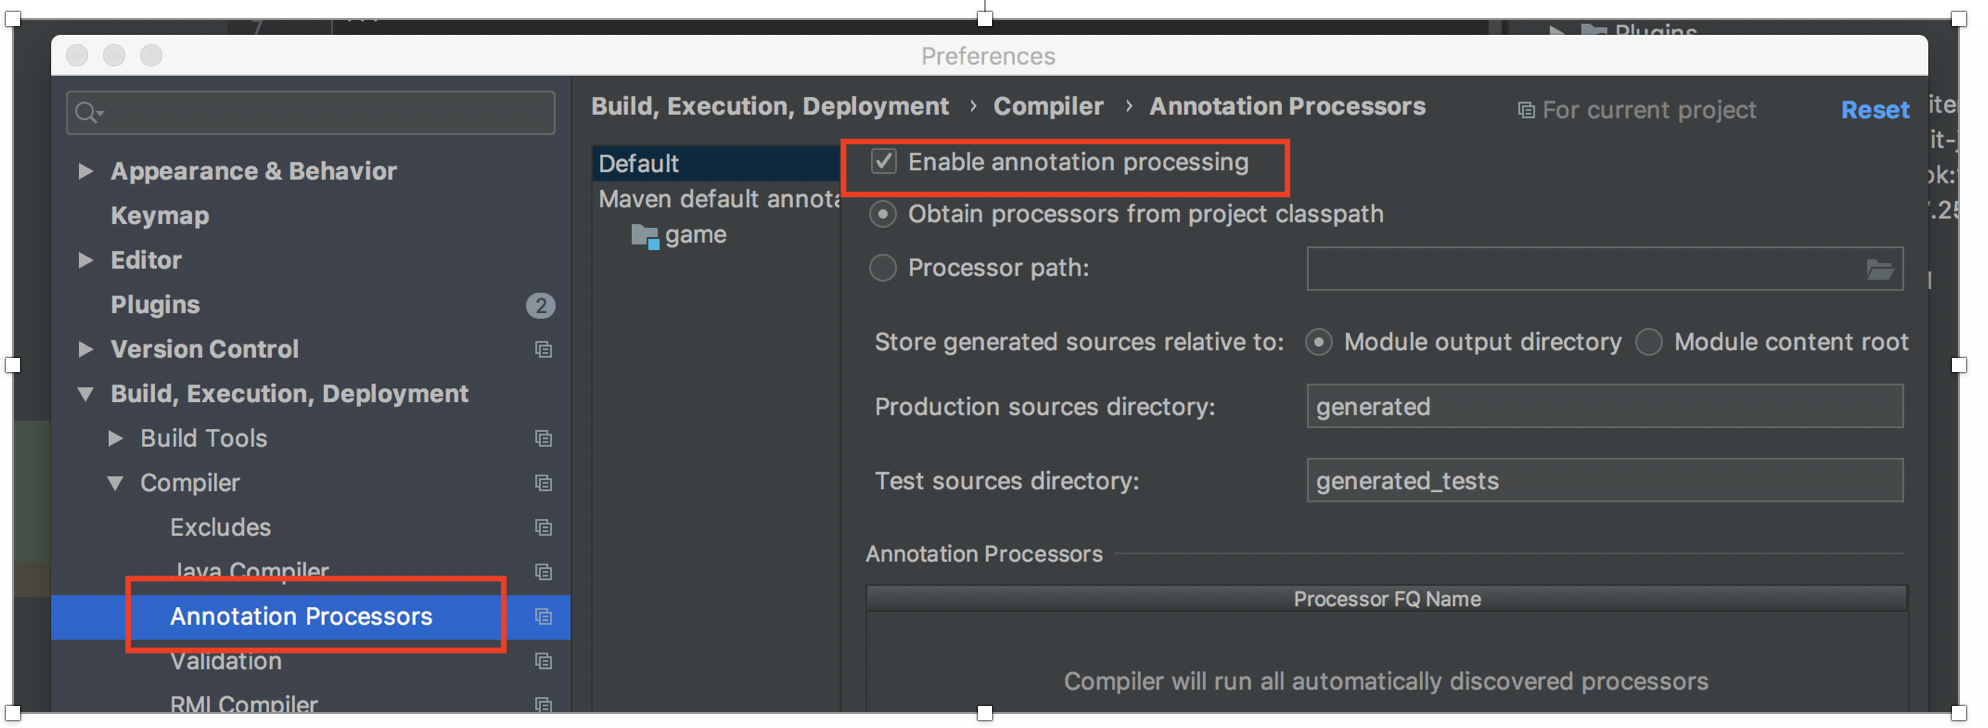 7
Plugins
Preferences
Build, Execution, Deployment › Compiler › Annotation Processors
For current project
Reset
Appearance & Behavior
Keymap
Editor
Plugins
2
Version Control
Build, Execution, Deployment
Build Tools
Compiler
Excludes
Java Compiler
Annotation Processors
Validation
RMI Compiler
Default
Maven default annota
game
Enable annotation processing
Obtain processors from project classpath
Processor path:
Store generated sources relative to: Module output directory Module content root
Production sources directory: generated
Test sources directory: generated_tests
Annotation Processors
Processor FQ Name
Compiler will run all automatically discovered processors